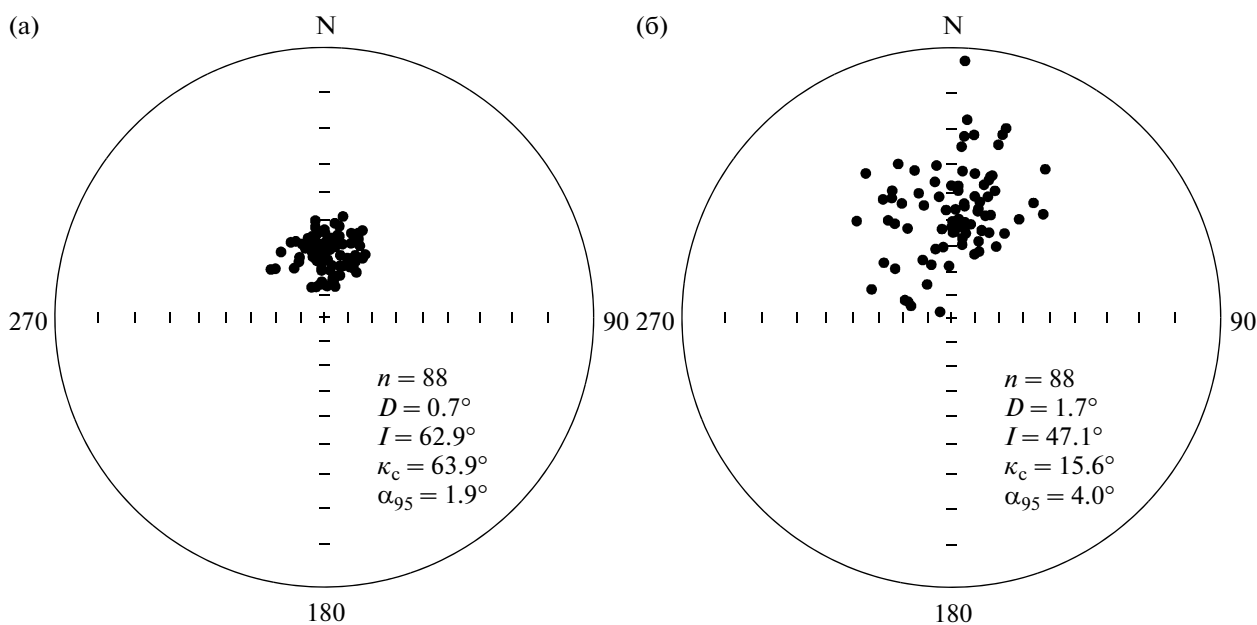 (а)
N
270
90
180
n = 88
D = 0.7°
I = 62.9°
κc = 63.9°
α95 = 1.9°
(б)
N
270
90
180
n = 88
D = 1.7°
I = 47.1°
κc = 15.6°
α95 = 4.0°